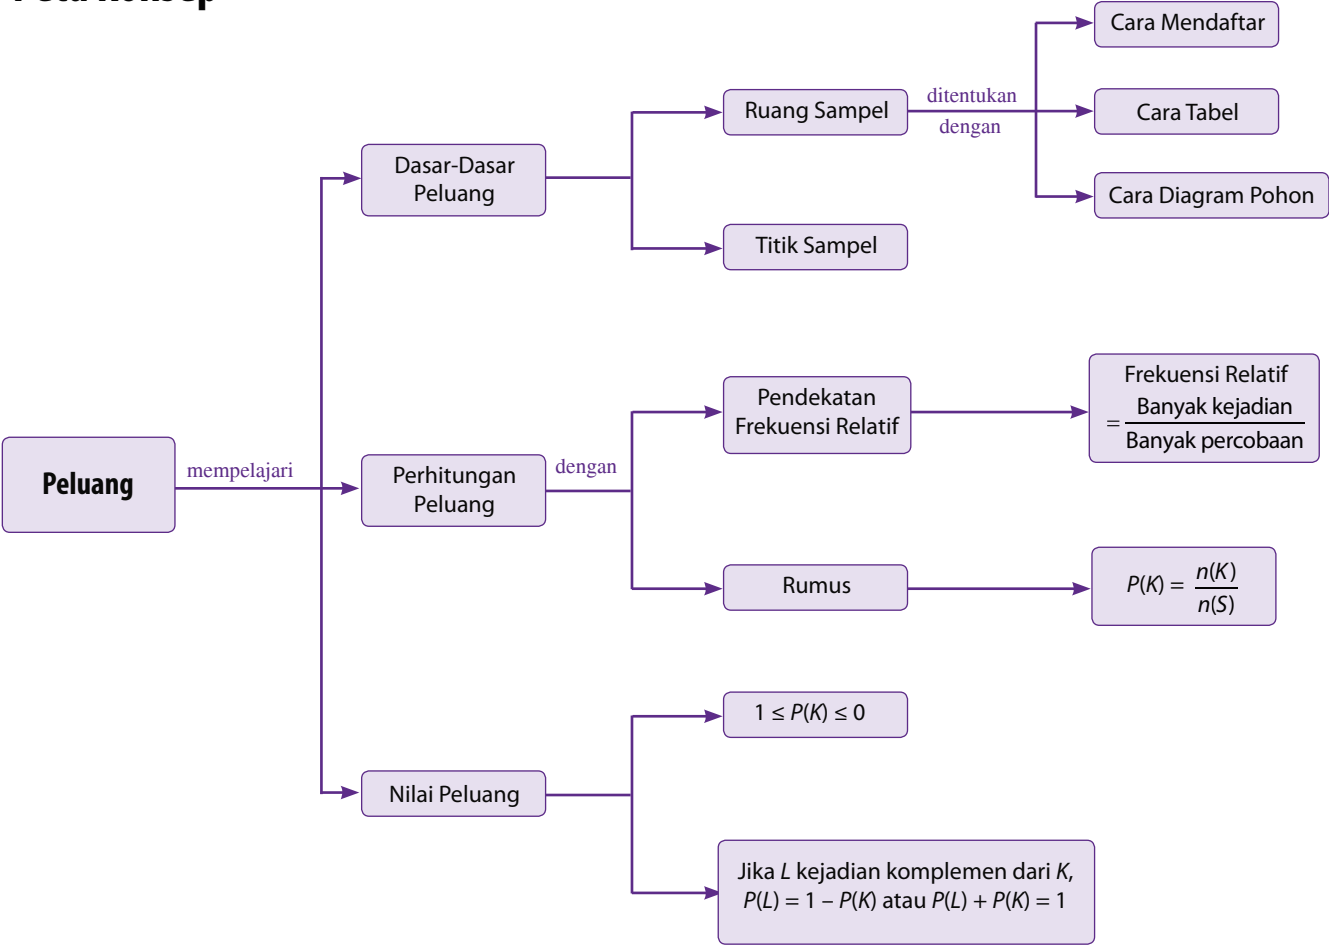 Peta Konsep
Cara Mendaftar
Ruang Sampel
ditentukan
dengan
Cara Tabel
Dasar-Dasar
Peluang
Cara Diagram Pohon
Titik Sampel
Peluang
mempelajari
Perhitungan
Peluang
dengan
Pendekatan
Frekuensi Relatif
Frekuensi Relatif
= Banyak kejadian
Banyak percobaan
Rumus
P(K) = n(K)
n(S)
Nilai Peluang
1 ≤ P(K) ≤ 0
Jika L kejadian komplemen dari K,
P(L) = 1 – P(K) atau P(L) + P(K) = 1